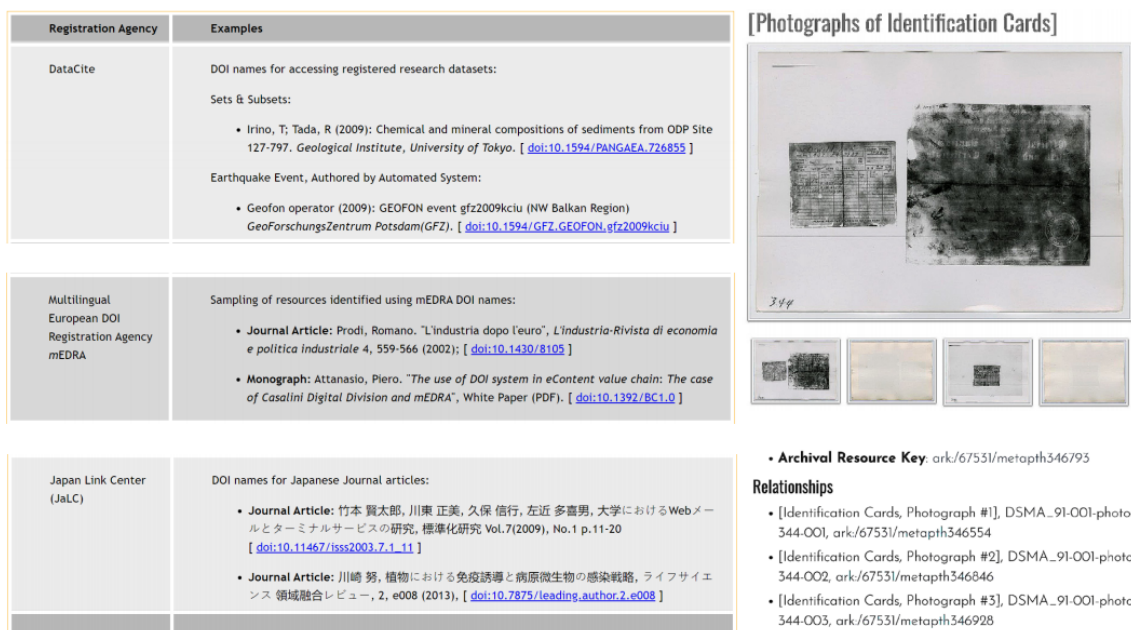 Registration Agency
Examples
DataCite
DOI names for accessing registered research datasets:
Sets & Subsets:
• Irino, T; Tada, R (2009): Chemical and mineral compositions of sediments from ODP Site
127-797. Geological Institute, University of Tokyo. [ doi:10.1594/PANGAEA.726855 ]
Earthquake Event, Authored by Automated System:
• Geofon operator (2009): GEOFON event gfz2009kciu (NW Balkan Region)
GeoForschungsZentrum Potsdam(GFZ). [ doi:10.1594/GFZ.GEOFON.gfz2009kciu ]
Multilingual
European DOI
Registration Agency
mEDRA
Sampling of resources identified using mEDRA DOI names:
• Journal Article: Prodi, Romano. "L'industria dopo l'euro", L'industria-Rivista di economia
e politica industriale 4, 559-566 (2002); [ doi:10.1430/8105 ]
• Monograph: Attanasio, Piero. "The use of DOI system in eContent value chain: The case
of Casalini Digital Division and mEDRA", White Paper (PDF). [ doi:10.1392/BC1.0 ]
Japan Link Center
(JaLC)
DOI names for Japanese Journal articles:
• Journal Article: 竹本 賢太郎, 川東 正美, 久保 信行, 左近 多喜男, 大学におけるWebメー
ルとターミナルサービスの研究, 標準化研究 Vol.7(2009), No.1 p.11-20
[ doi:10.11467/isss2003.7.1_11 ]
• Journal Article: 川崎 努, 植物における免疫誘導と病原微生物の感染戦略, ライフサイエ
ンス 領域融合レビュー, 2, e008 (2013), [ doi:10.7875/leading.author.2.e008 ]
[Photographs of Identification Cards]
344
• Archival Resource Key: ark:/67531/metapth346793
Relationships
• [Identification Cards, Photograph #1], DSMA_91-001-photo
344-001, ark:/67531/metapth346554
• [Identification Cards, Photograph #2], DSMA_91-001-photo
344-002, ark:/67531/metapth346846
• [Identification Cards, Photograph #3], DSMA_91-001-photo
344-003, ark:/67531/metapth346928